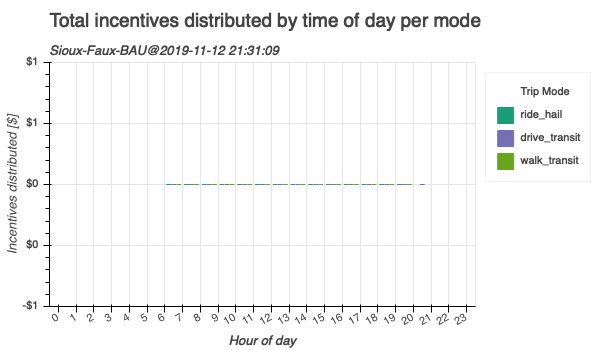 Total incentives distributed by time of day per mode
Sioux-Faux-BAU@2019-11-12 21:31:09
Incentives distributed [$]
$1
$1
$0
$0
-$1
0 1 2 3 4 5 6 7 8 9 10 11 12 13 14 15 16 17 18 19 20 21 22 23
Hour of day
Trip Mode
ride_hail
drive_transit
walk_transit